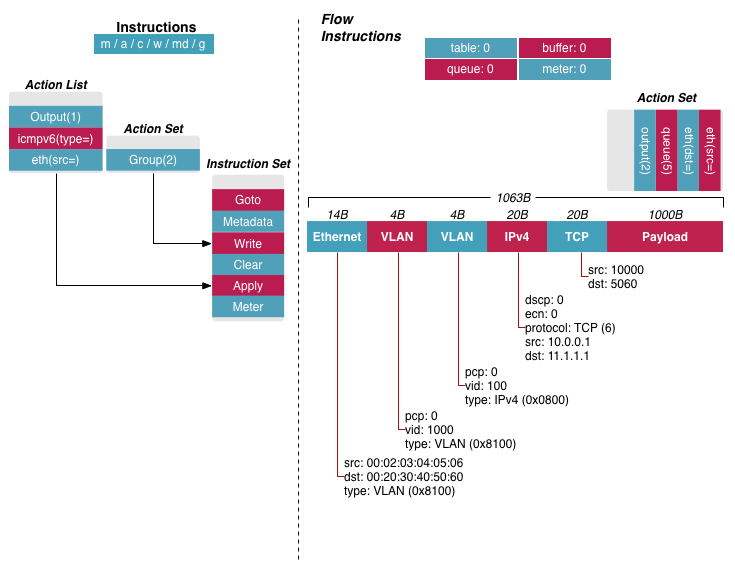 Instructions
m / a / c / w / md / g
Action List
Output(1)
icmpv6(type=)
eth(src=)
Action Set
Group(2)
Instruction Set
Goto
Metadata
Write
Clear
Apply
Meter
Flow
Instructions
table: 0
buffer: 0
queue: 0
meter: 0
Action Set
output(2)
queue(5)
eth(dst=)
eth(src=)
1063B
14B
4B
4B
20B
20B
1000B
Ethernet
VLAN
VLAN
IPv4
TCP
Payload
src: 10000
dst: 5060
dscp: 0
ecn: 0
protocol: TCP (6)
src: 10.0.0.1
dst: 11.1.1.1
pcp: 0
vid: 100
type: IPv4 (0x0800)
pcp: 0
vid: 1000
type: VLAN (0x8100)
src: 00:02:03:04:05:06
dst: 00:20:30:40:50:60
type: VLAN (0x8100)